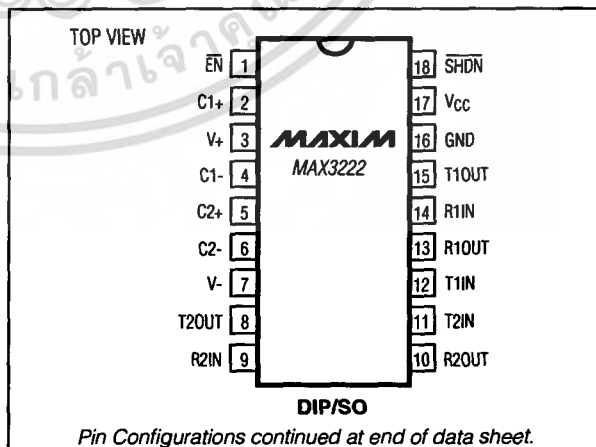 TOP VIEW
E̅N̅ 1
C1+ 2
V+ 3
C1- 4
C2+ 5
C2- 6
V- 7
T2OUT 8
R2IN 9
MAXIM
MAX3222
18 S̅H̅D̅N̅
17 VCC
16 GND
15 T1OUT
14 R1IN
13 R1OUT
12 T1IN
11 T2IN
10 R2OUT
DIP/SO
Pin Configurations continued at end of data sheet.